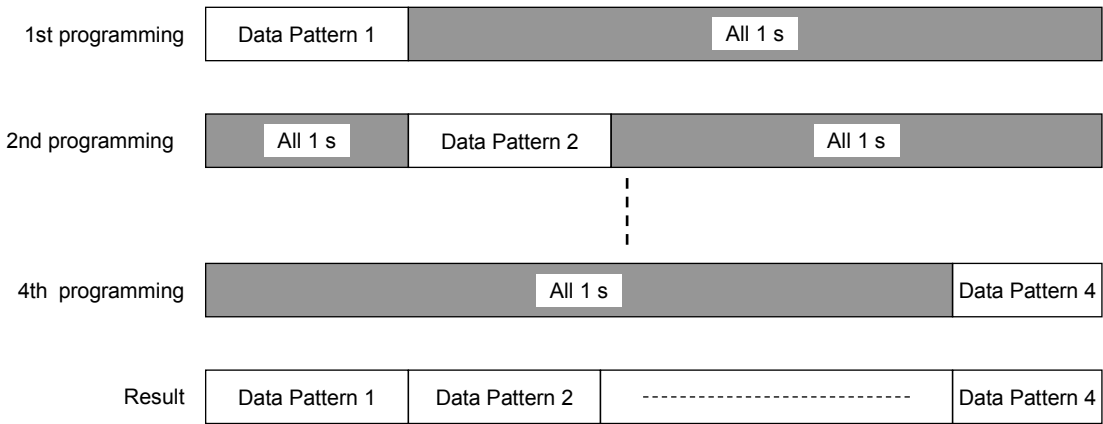 1st programming Data Pattern 1 All 1 s
2nd programming All 1 s Data Pattern 2 All 1 s
4th programming All 1 s Data Pattern 4
Result Data Pattern 1 Data Pattern 2 Data Pattern 4